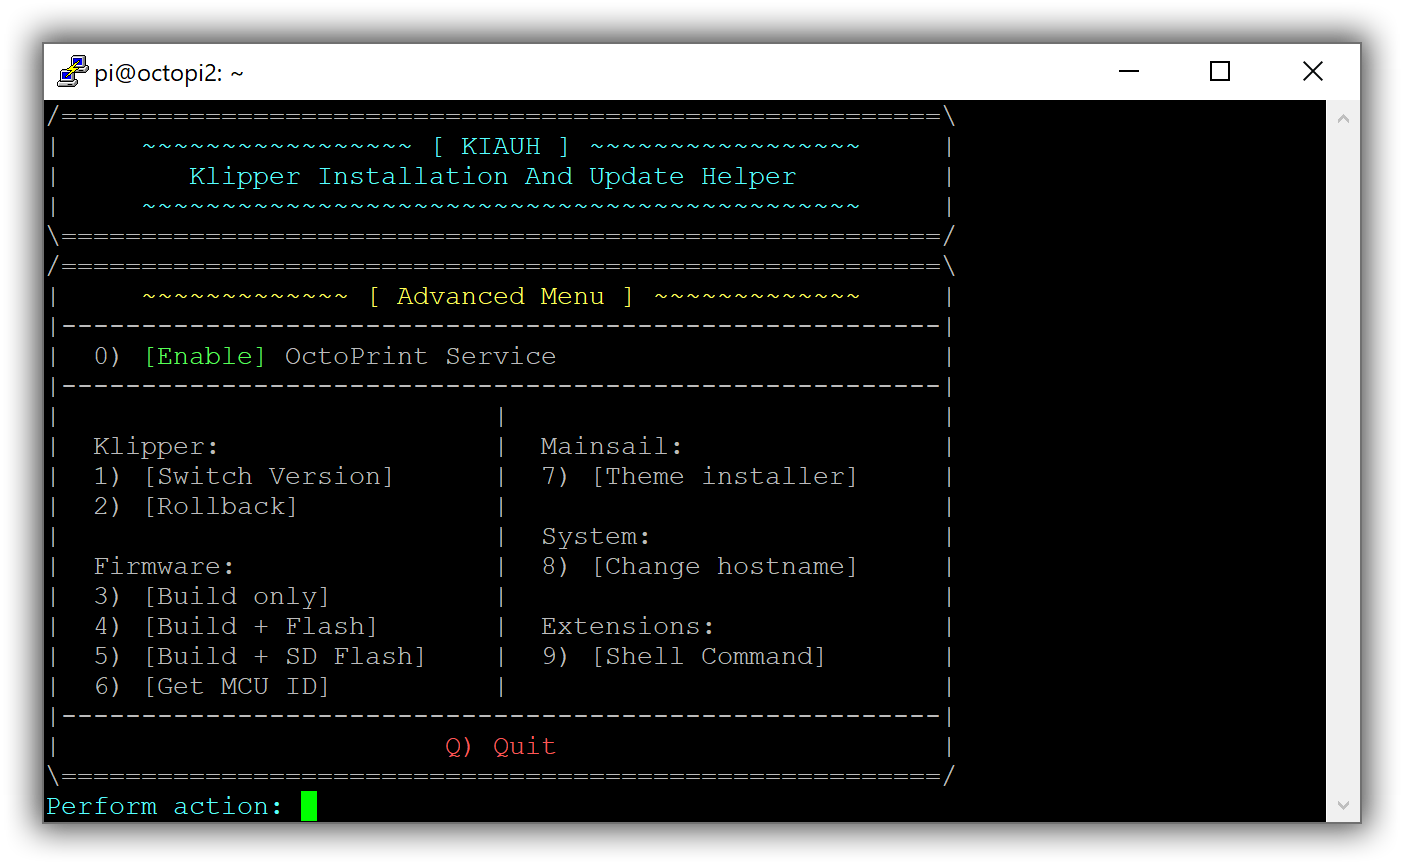 pi@octopi2: ~
/=======================================================\
|     ~~~~~~~~~~~~~~~~~ [ KIAUH ] ~~~~~~~~~~~~~~~~~     |
|        Klipper Installation And Update Helper         |
|     ~~~~~~~~~~~~~~~~~~~~~~~~~~~~~~~~~~~~~~~~~~~~~     |
\=======================================================/
/=======================================================\
|     ~~~~~~~~~~~~~ [ Advanced Menu ] ~~~~~~~~~~~~~     |
|-------------------------------------------------------|
|  0) [Enable] OctoPrint Service                        |
|-------------------------------------------------------|
|                           |                           |
|  Klipper:                 |  Mainsail:                |
|  1) [Switch Version]      |  7) [Theme installer]     |
|  2) [Rollback]            |                           |
|                           |  System:                  |
|  Firmware:                |  8) [Change hostname]     |
|  3) [Build only]          |                           |
|  4) [Build + Flash]       |  Extensions:              |
|  5) [Build + SD Flash]    |  9) [Shell Command]       |
|  6) [Get MCU ID]          |                           |
|-------------------------------------------------------|
|                        Q) Quit                        |
\=======================================================/
Perform action: